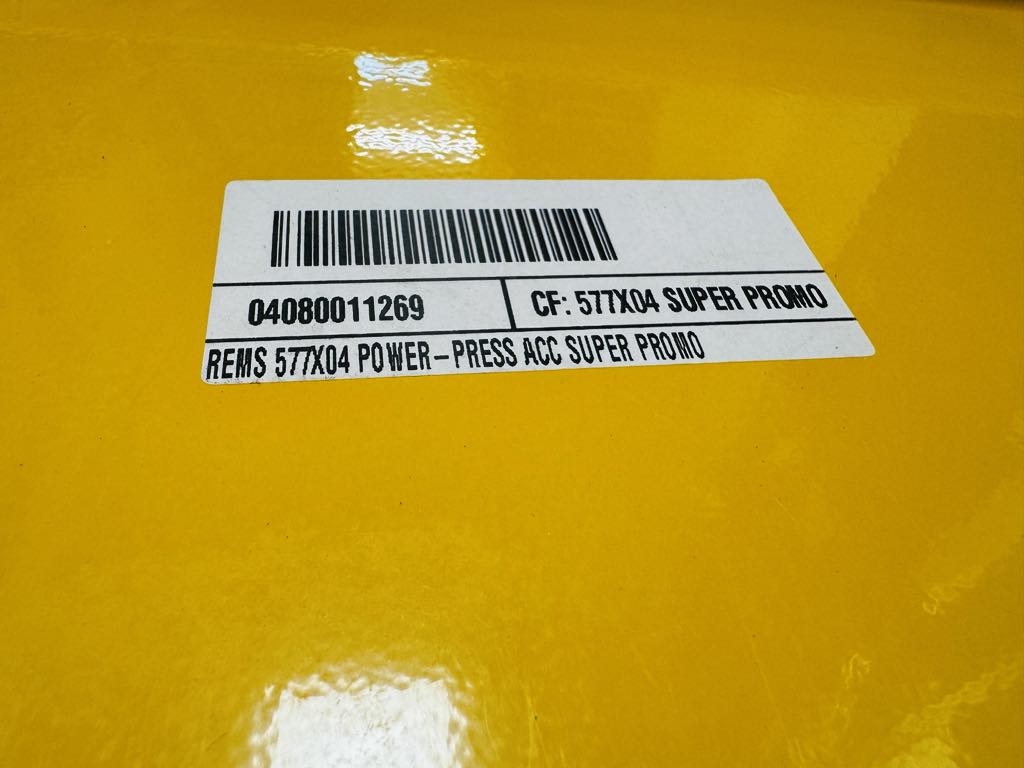 04080011269
CF: 577X04 SUPER PROMO
REMS 577X04 POWER-PRESS ACC SUPER PROMO